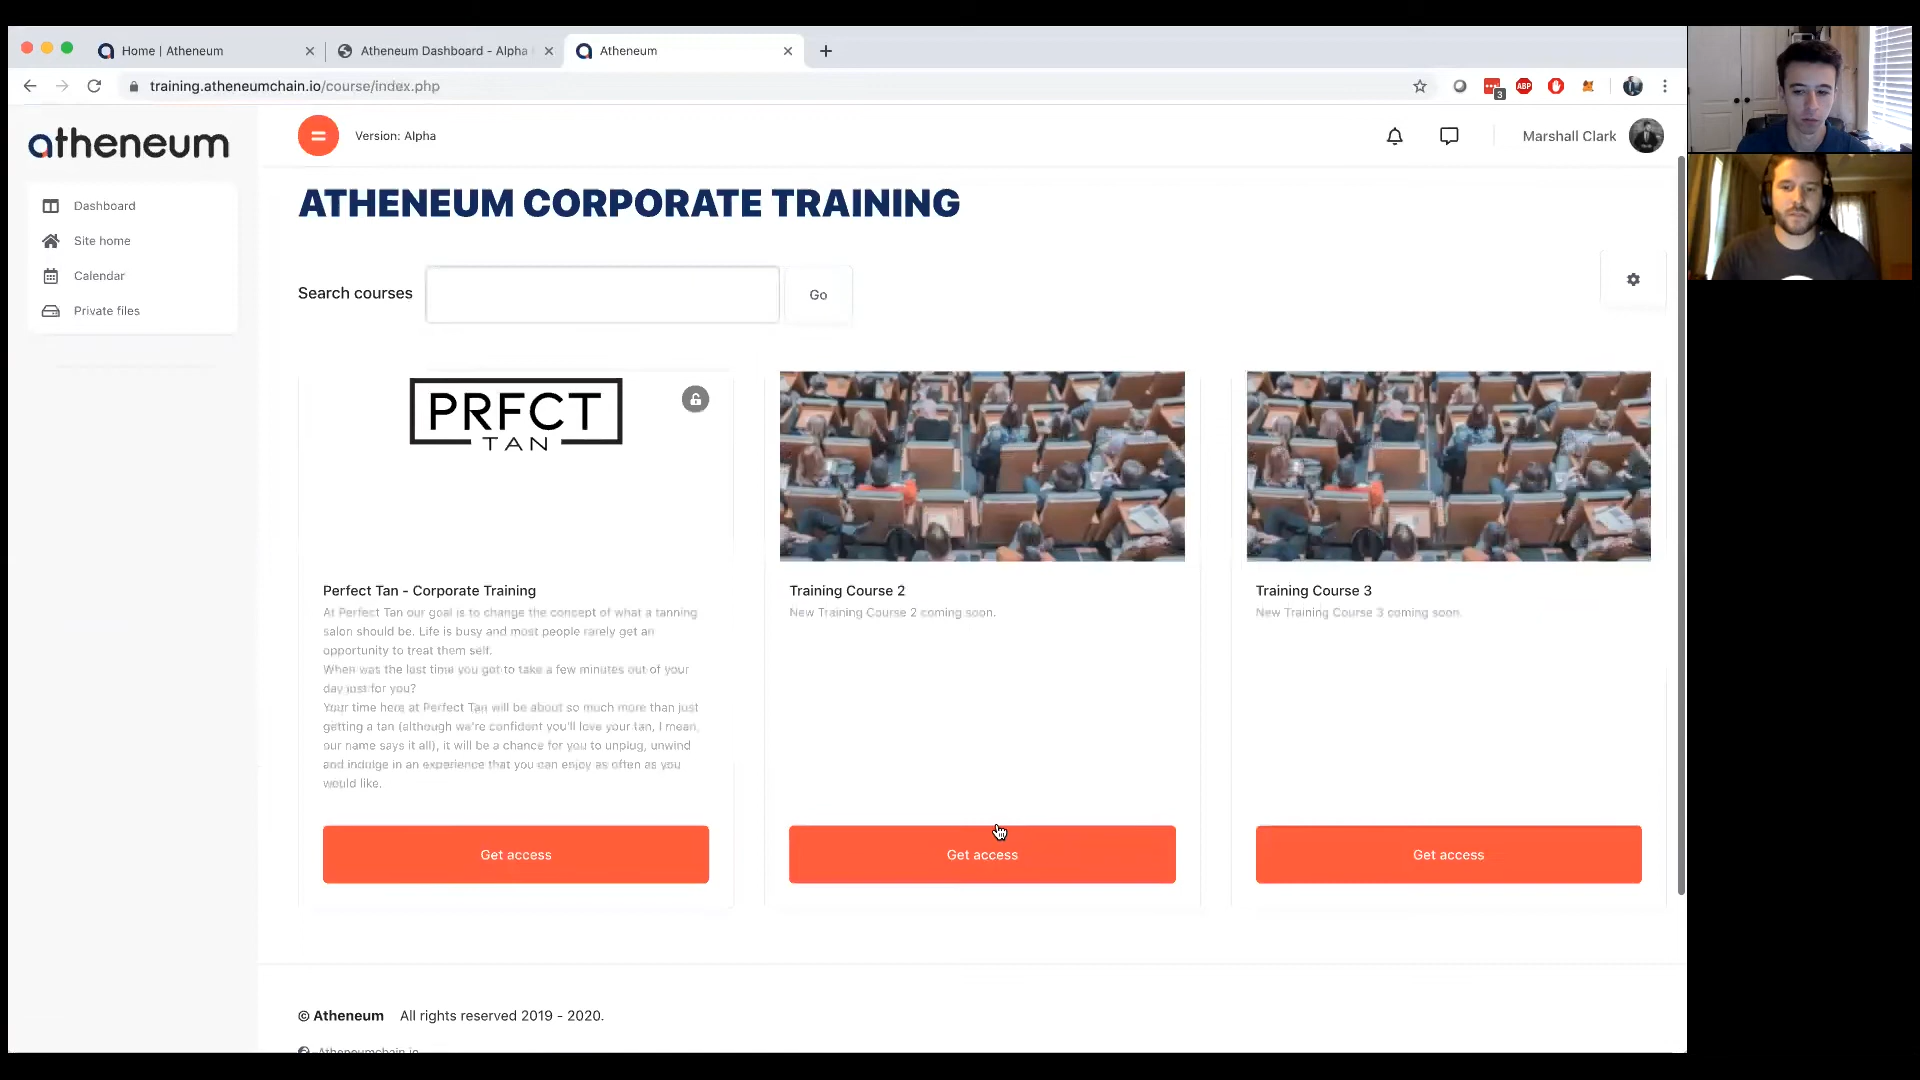 Home | Atheneum
Atheneum Dashboard - Alpha
Atheneum
training.atheneumchain.io/course/index.php
3
ABP
atheneum
Version: Alpha
Marshall Clark
Dashboard
Site home
Calendar
Private files
ATHENEUM CORPORATE TRAINING
Search courses
Go
PRFCT
TAN
Perfect Tan - Corporate Training
At Perfect Tan our goal is to change the concept of what a tanning
salon should be. Life is busy and most people rarely get an
opportunity to treat them self.
When was the last time you got to take a few minutes out of your
day just for you?
Your time here at Perfect Tan will be about so much more than just
getting a tan (although we're confident you'll love your tan, I mean,
our name says it all), it will be a chance for you to unplug, unwind
and indulge in an experience that you can enjoy as often as you
would like.
Get access
Training Course 2
New Training Course 2 coming soon.
Get access
Training Course 3
New Training Course 3 coming soon.
Get access
© Atheneum All rights reserved 2019 - 2020.
Atheneumchain.io